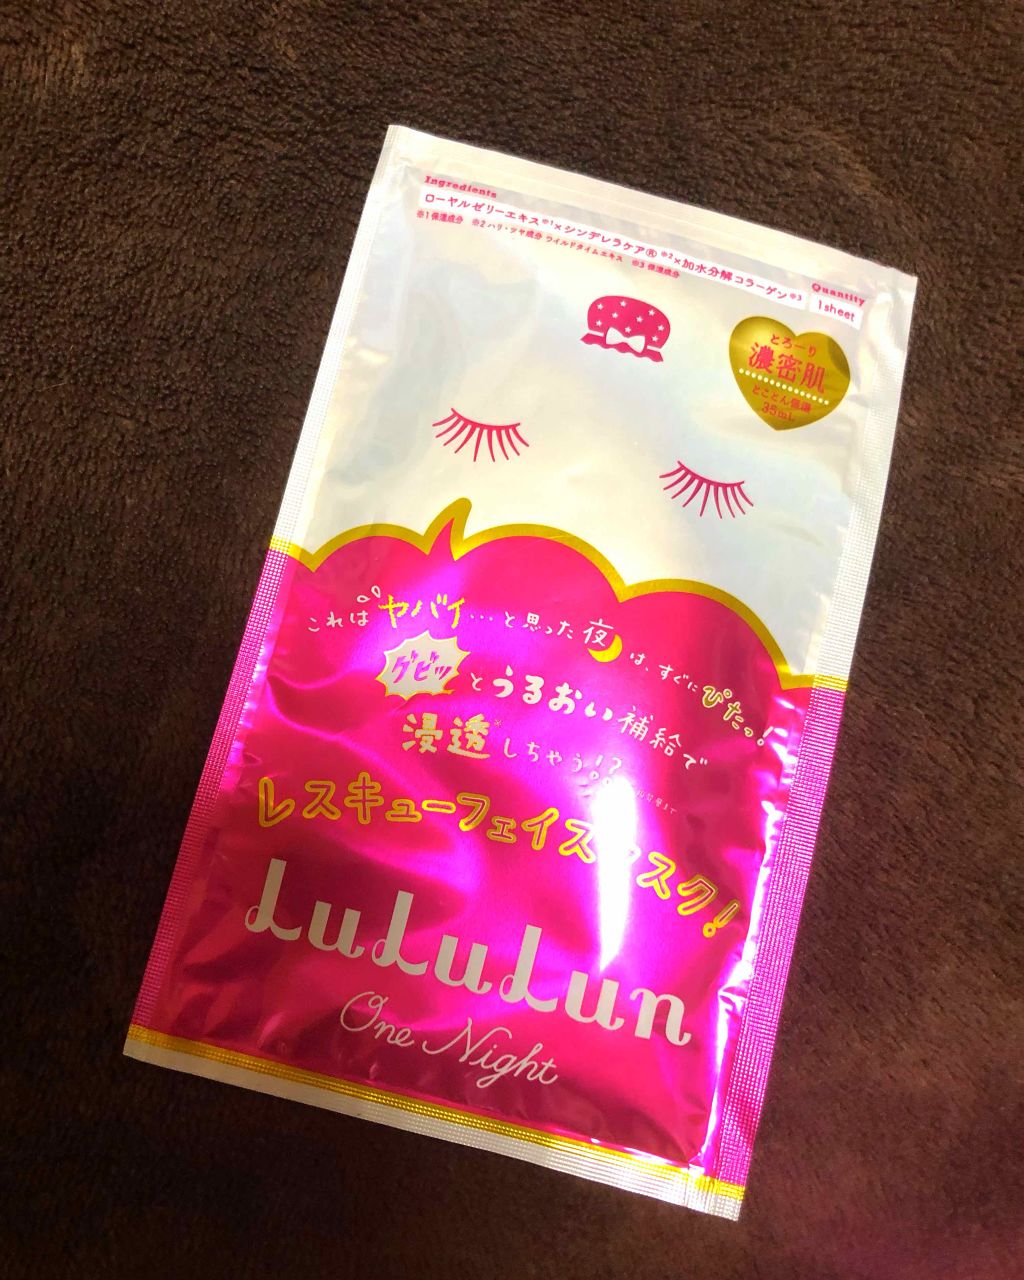 Ingredients
ローヤルゼリーエキス※1×シンデレラケア®※2×加水分解コラーゲン※3
※1 保湿成分 ※2 ハリ・ツヤ成分 ワイルドタイムエキス ※3 保湿成分
Quantity
1sheet
とろーり
濃密肌
とことん保湿
35mL
これはヤバイ…と思った夜は、すぐにぴたっ!
グビッとうるおい補給で
浸透※しちゃう!?
レスキューフェイスマスク!
LuLuLun
One Night